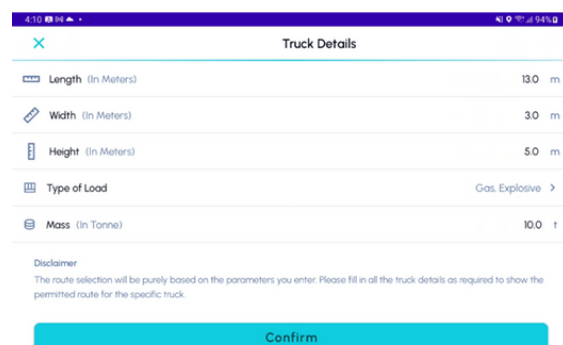 4:10
94%
Truck Details
Length (In Meters) 13.0 m
Width (In Meters) 3.0 m
Height (In Meters) 5.0 m
Type of Load Gas, Explosive >
Mass (In Tonne) 10.0 t
Disclaimer
The route selection will be purely based on the parameters you enter. Please fill in all the truck details as required to show the
permitted route for the specific truck.
Confirm